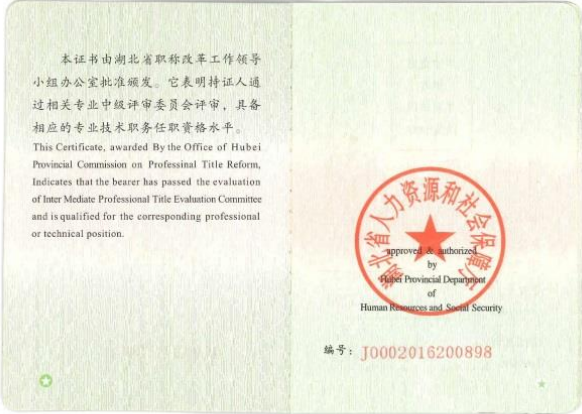 本证书由湖北省职称改革工作领导
小组办公室批准颁发。它表明持证人通
过相关专业中级评审委员会评审，具备
相应的专业技术职务任职资格水平。
This Certificate, awarded By the Office of Hubei
Provincial Commission on Professinal Title Reform,
Indicates that the bearer has passed the evaluation
of Inter Mediate Professional Title Evaluation Committee
and is qualified for the corresponding professional
or technical position.
湖北省人力资源和社会保障厅
approved & authorized
by
Hubei Provincial Department
of
Human Resources and Social Security
编号：J0002016200898